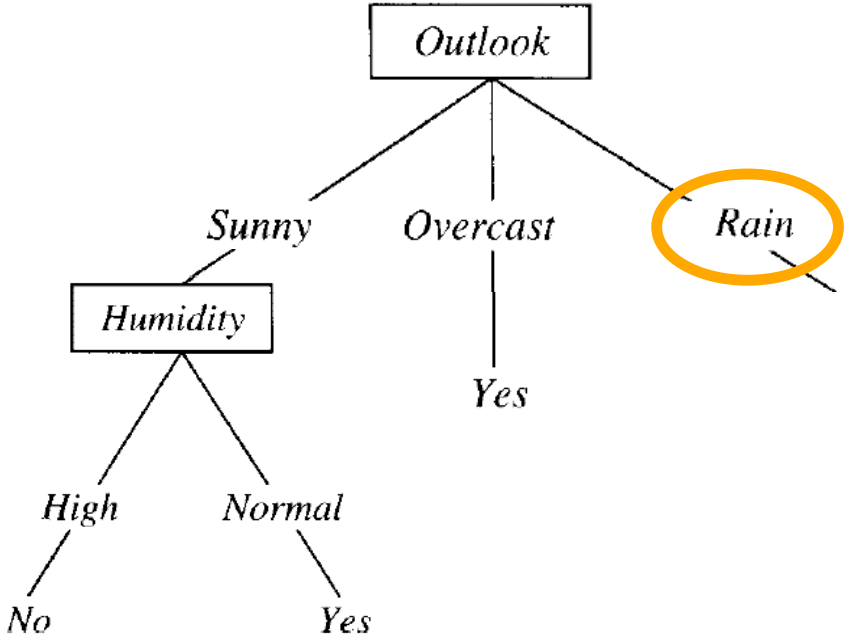 Outlook
Sunny
Overcast
Rain
Humidity
Yes
High
Normal
No
Yes